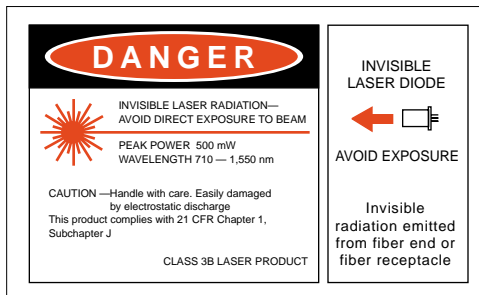 DANGER
INVISIBLE LASER RADIATION—
AVOID DIRECT EXPOSURE TO BEAM
PEAK POWER 500 mW
WAVELENGTH 710 — 1,550 nm
CAUTION —Handle with care. Easily damaged
by electrostatic discharge
This product complies with 21 CFR Chapter 1,
Subchapter J
CLASS 3B LASER PRODUCT
INVISIBLE
LASER DIODE
AVOID EXPOSURE
Invisible
radiation emitted
from fiber end or
fiber receptacle